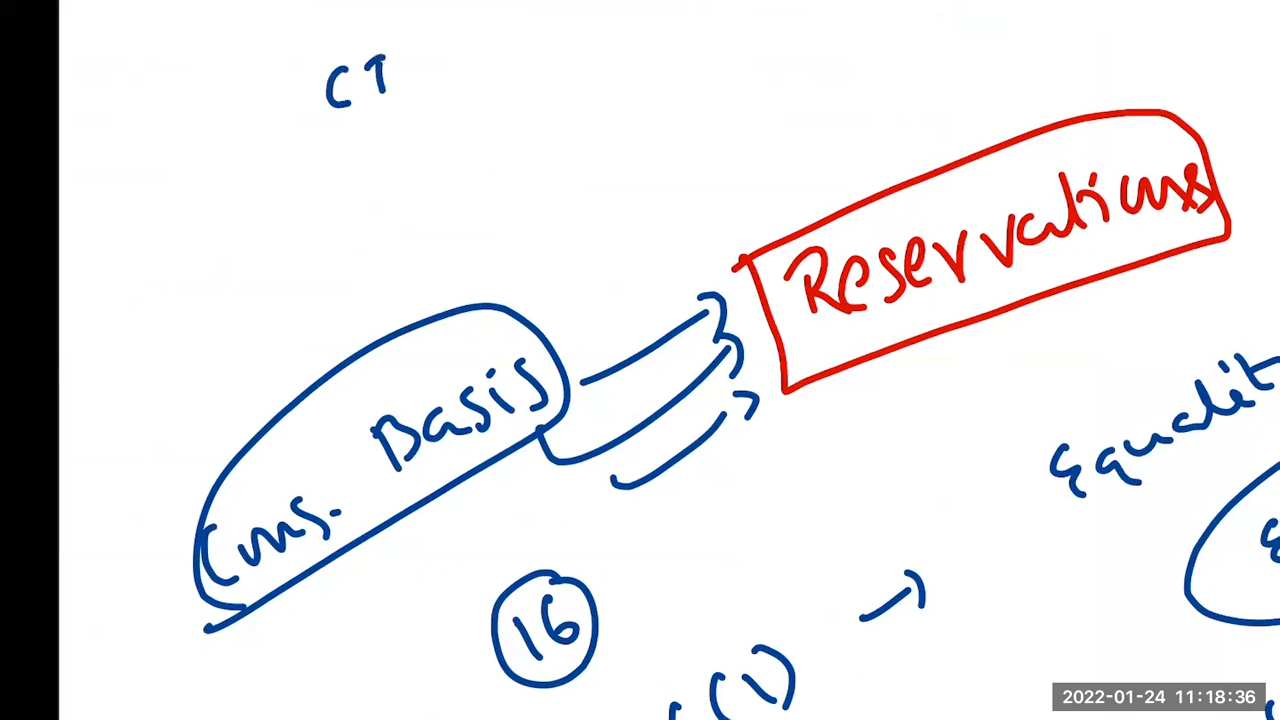 CT
Reservations
Cons. Basis
Equalit
16
(1)
2022-01-24 11:18:36